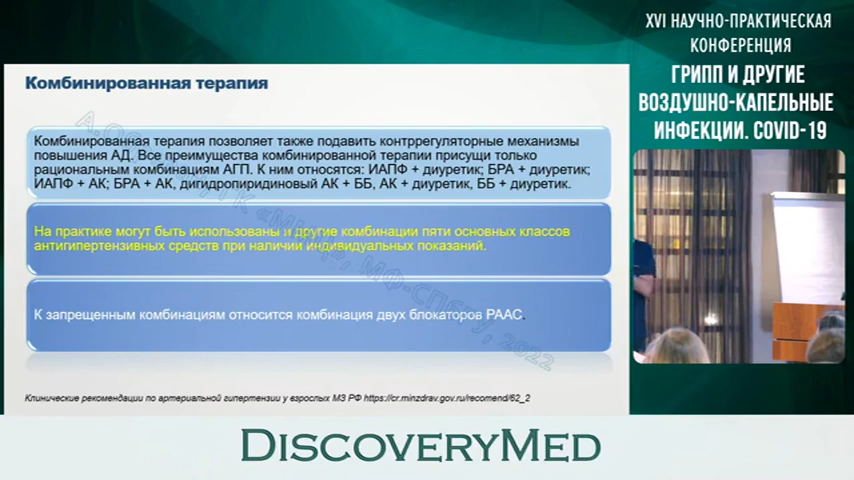 XVI НАУЧНО-ПРАКТИЧЕСКАЯ
КОНФЕРЕНЦИЯ
ГРИПП И ДРУГИЕ
ВОЗДУШНО-КАПЕЛЬНЫЕ
ИНФЕКЦИИ. COVID-19
Комбинированная терапия
Комбинированная терапия позволяет также подавить контррегуляторные механизмы
повышения АД. Все преимущества комбинированной терапии присущи только
рациональным комбинациям АГП. К ним относятся: ИАПФ + диуретик; БРА + диуретик;
ИАПФ + АК; БРА + АК, дигидропиридиновый АК + ББ, АК + диуретик, ББ + диуретик.
На практике могут быть использованы и другие комбинации пяти основных классов
антигипертензивных средств при наличии индивидуальных показаний.
К запрещенным комбинациям относится комбинация двух блокаторов РААС.
Клинические рекомендации по артериальной гипертензии у взрослых МЗ РФ https://cr.minzdrav.gov.ru/recomend/62_2
DISCOVERYMED